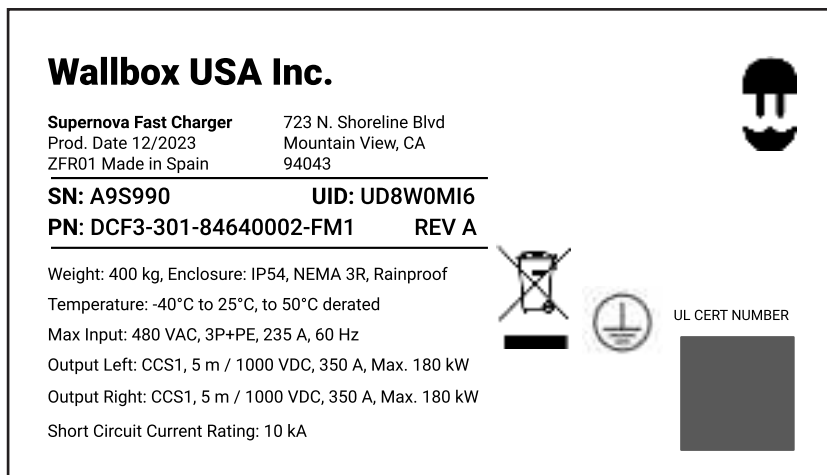 Wallbox USA Inc.
Supernova Fast Charger
Prod. Date 12/2023
ZFR01 Made in Spain
723 N. Shoreline Blvd
Mountain View, CA
94043
SN: A9S990 UID: UD8W0MI6
PN: DCF3-301-84640002-FM1 REV A
Weight: 400 kg, Enclosure: IP54, NEMA 3R, Rainproof
Temperature: -40°C to 25°C, to 50°C derated
Max Input: 480 VAC, 3P+PE, 235 A, 60 Hz
Output Left: CCS1, 5 m / 1000 VDC, 350 A, Max. 180 kW
Output Right: CCS1, 5 m / 1000 VDC, 350 A, Max. 180 kW
Short Circuit Current Rating: 10 kA
UL CERT NUMBER